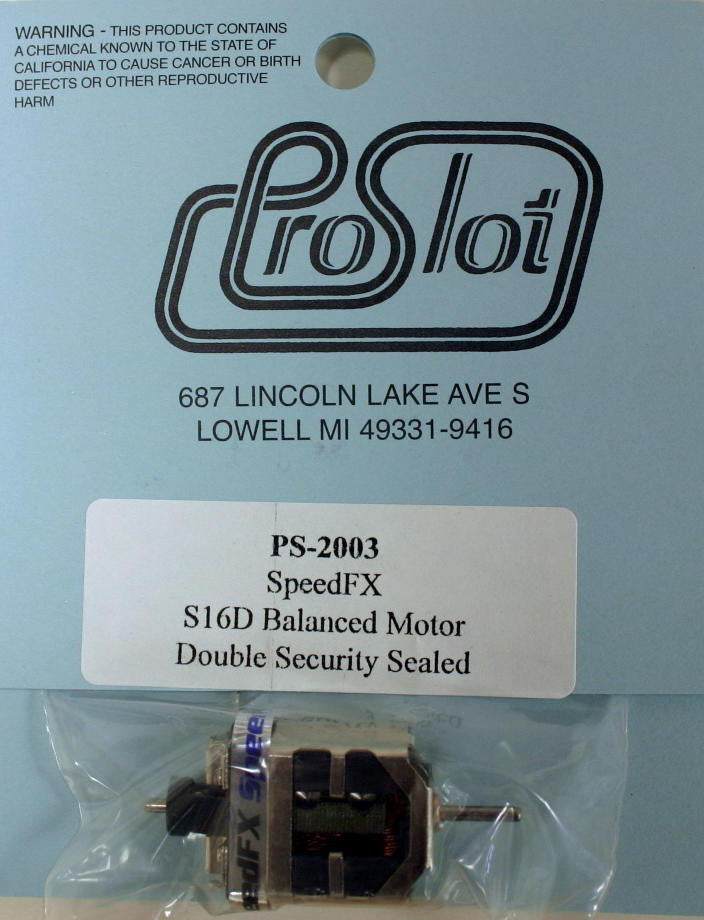 WARNING - THIS PRODUCT CONTAINS
A CHEMICAL KNOWN TO THE STATE OF
CALIFORNIA TO CAUSE CANCER OR BIRTH
DEFECTS OR OTHER REPRODUCTIVE
HARM
ProSlot
687 LINCOLN LAKE AVE S
LOWELL MI 49331-9416
PS-2003
SpeedFX
S16D Balanced Motor
Double Security Sealed
edFX Spee